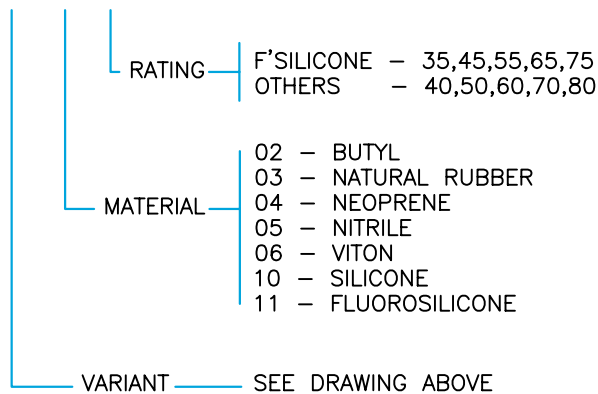 RATING
F'SILICONE – 35,45,55,65,75
OTHERS – 40,50,60,70,80
MATERIAL
02 – BUTYL
03 – NATURAL RUBBER
04 – NEOPRENE
05 – NITRILE
06 – VITON
10 – SILICONE
11 – FLUOROSILICONE
VARIANT
SEE DRAWING ABOVE